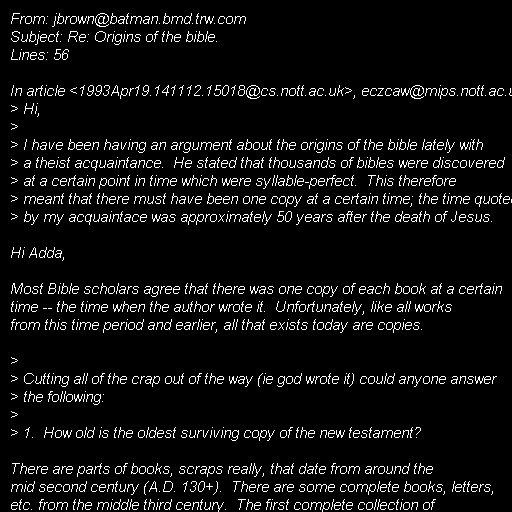 From: jbrown@batman.bmd.trw.com
Subject: Re: Origins of the bible.
Lines: 56

In article <1993Apr19.141112.15018@cs.nott.ac.uk>, eczcaw@mips.nott.ac.u
> Hi,
>
> I have been having an argument about the origins of the bible lately with
> a theist acquaintance.  He stated that thousands of bibles were discovered
> at a certain point in time which were syllable-perfect.  This therefore
> meant that there must have been one copy at a certain time; the time quote
> by my acquaintace was approximately 50 years after the death of Jesus.

Hi Adda,

Most Bible scholars agree that there was one copy of each book at a certain
time -- the time when the author wrote it.  Unfortunately, like all works
from this time period and earlier, all that exists today are copies.

>
> Cutting all of the crap out of the way (ie god wrote it) could anyone answer
> the following:
>
> 1.  How old is the oldest surviving copy of the new testament?

There are parts of books, scraps really, that date from around the
mid second century (A.D. 130+).  There are some complete books, letters,
etc. from the middle third century.  The first complete collection of